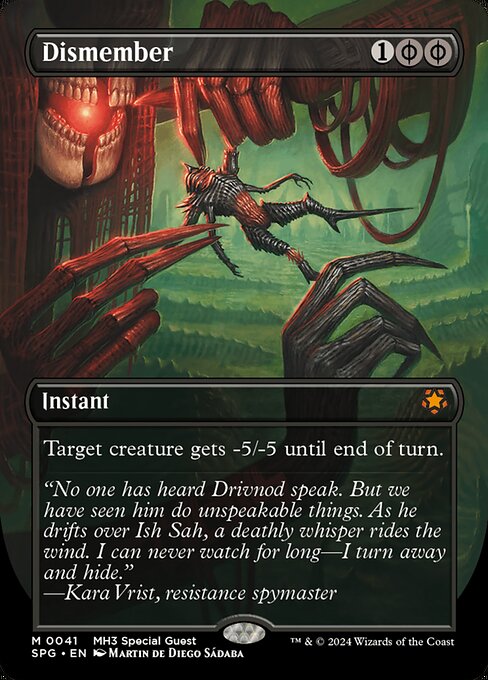 Dismember 1
Instant
Target creature gets -5/-5 until end of turn.
“No one has heard Drivnod speak. But we
have seen him do unspeakable things. As he
drifts over Ish Sah, a deathly whisper rides the
wind. I can never watch for long—I turn away
and hide.”
—Kara Vrist, resistance spymaster
M 0041 MH3 Special Guest
SPG • EN Martin de Diego Sádaba
™ & © 2024 Wizards of the Coast